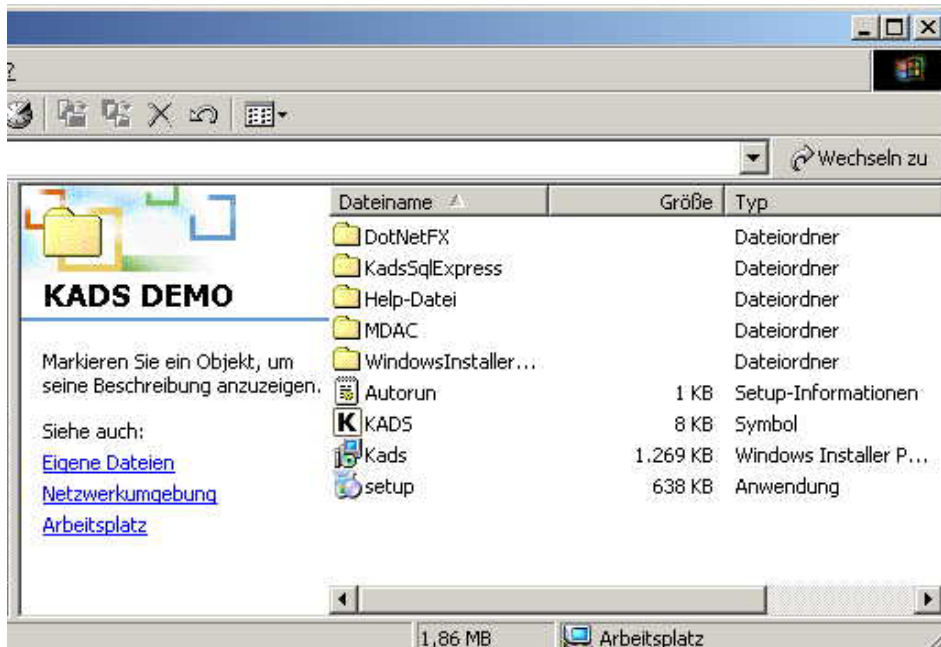 ?
Wechseln zu
Dateiname Größe Typ
DotNetFX Dateiordner
KadsSqlExpress Dateiordner
Help-Datei Dateiordner
MDAC Dateiordner
WindowsInstaller... Dateiordner
Autorun 1 KB Setup-Informationen
K KADS 8 KB Symbol
Kads 1.269 KB Windows Installer P...
setup 638 KB Anwendung
KADS DEMO
Markieren Sie ein Objekt, um
seine Beschreibung anzuzeigen.
Siehe auch:
Eigene Dateien
Netzwerkumgebung
Arbeitsplatz
1,86 MB Arbeitsplatz